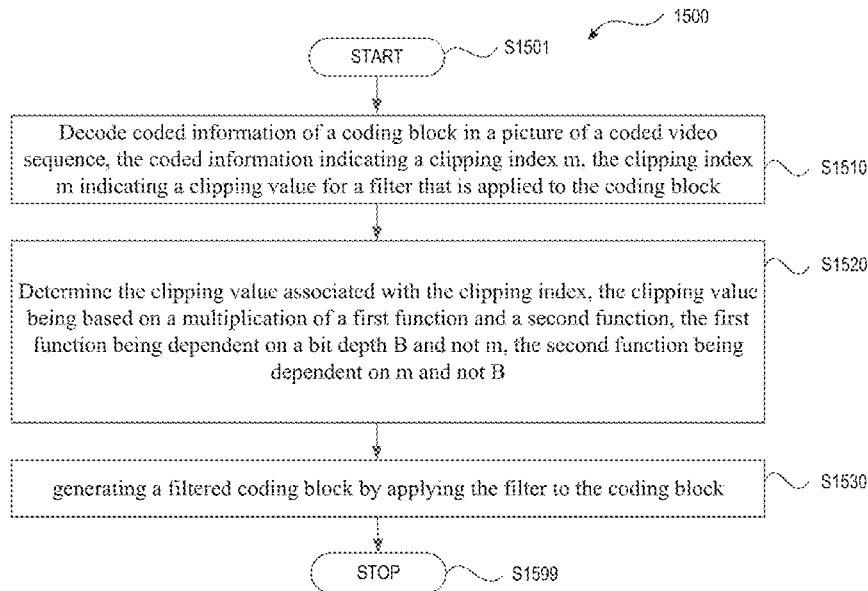 1500
START
S1501
Decode coded information of a coding block in a picture of a coded video
sequence, the coded information indicating a clipping index m, the clipping index
m indicating a clipping value for a filter that is applied to the coding block
S1510
S1520
Determine the clipping value associated with the clipping index, the clipping value
being based on a multiplication of a first function and a second function, the first
function being dependent on a bit depth B and not m, the second function being
dependent on m and not B
generating a filtered coding block by applying the filter to the coding block
S1530
STOP
S1599